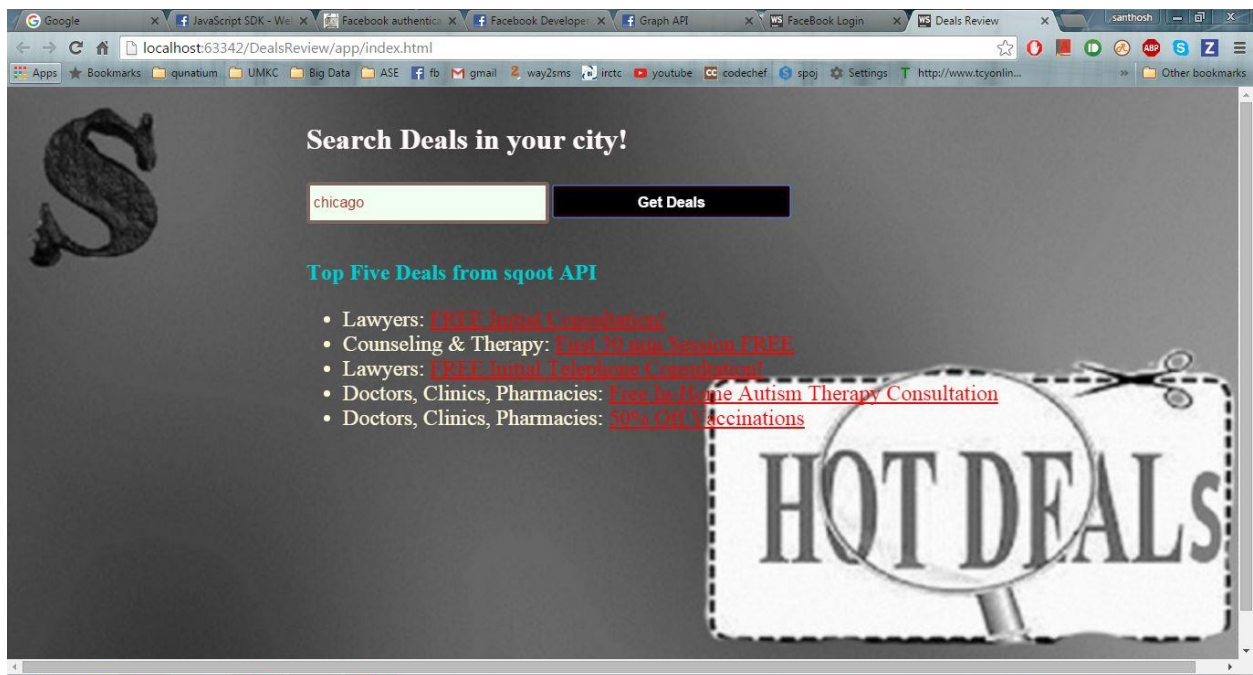 Google
JavaScript SDK - We
Facebook authentica
Facebook Develope
Graph API
FaceBook Login
Deals Review
santhosh
localhost:63342/DealsReview/app/index.html
Apps Bookmarks qunatium UMKC Big Data ASE fb gmail way2sms irctc youtube codechef spoj Settings http://www.tcyonlin... » Other bookmarks
S
Search Deals in your city!
chicago Get Deals
Top Five Deals from sqoot API
• Lawyers: FREE Initial Consultation!
• Counseling & Therapy: First 30 min Session FREE
• Lawyers: FREE Initial Telephone Consultation!
• Doctors, Clinics, Pharmacies: Free In-Home Autism Therapy Consultation
• Doctors, Clinics, Pharmacies: 50% Off Vaccinations
HOT DEALs